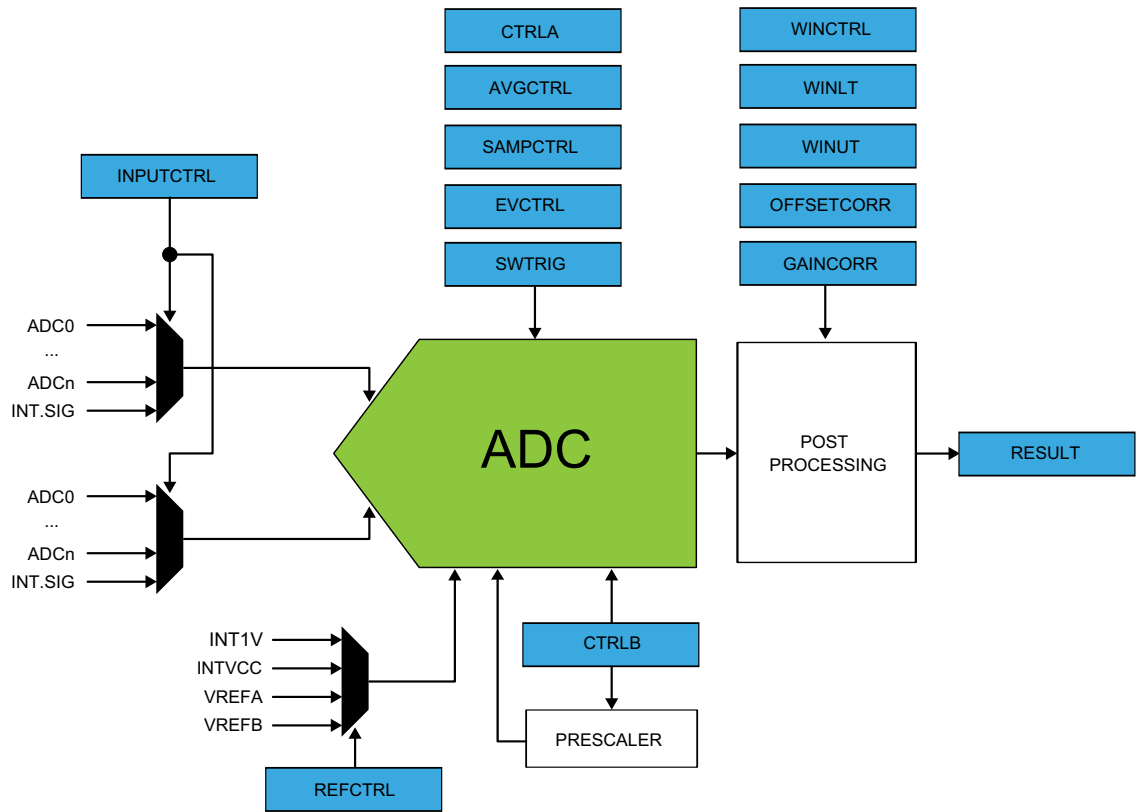 CTRLA
WINCTRL
AVGCTRL
WINLT
SAMPCTRL
WINUT
INPUTCTRL
EVCTRL
OFFSETCORR
SWTRIG
GAINCORR
ADC0
...
ADCn
INT.SIG
ADC
POST
PROCESSING
RESULT
ADC0
...
ADCn
INT.SIG
INT1V
INTVCC
VREFA
VREFB
CTRLB
PRESCALER
REFCTRL